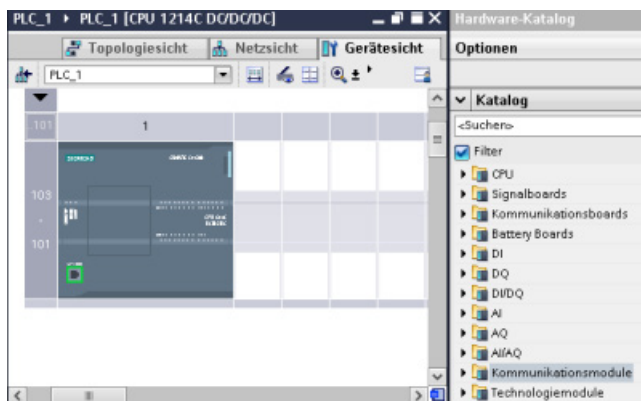 PLC_1 ▸ PLC_1 [CPU 1214C DC/DC/DC]
Topologiesicht
Netzsicht
Gerätesicht
PLC_1
101
1
SIEMENS
103
101
Hardware-Katalog
Optionen
Katalog
<Suchen>
Filter
CPU
Signalboards
Kommunikationsboards
Battery Boards
DI
DQ
DI/DQ
AI
AQ
AI/AQ
Kommunikationsmodule
Technologiemodule